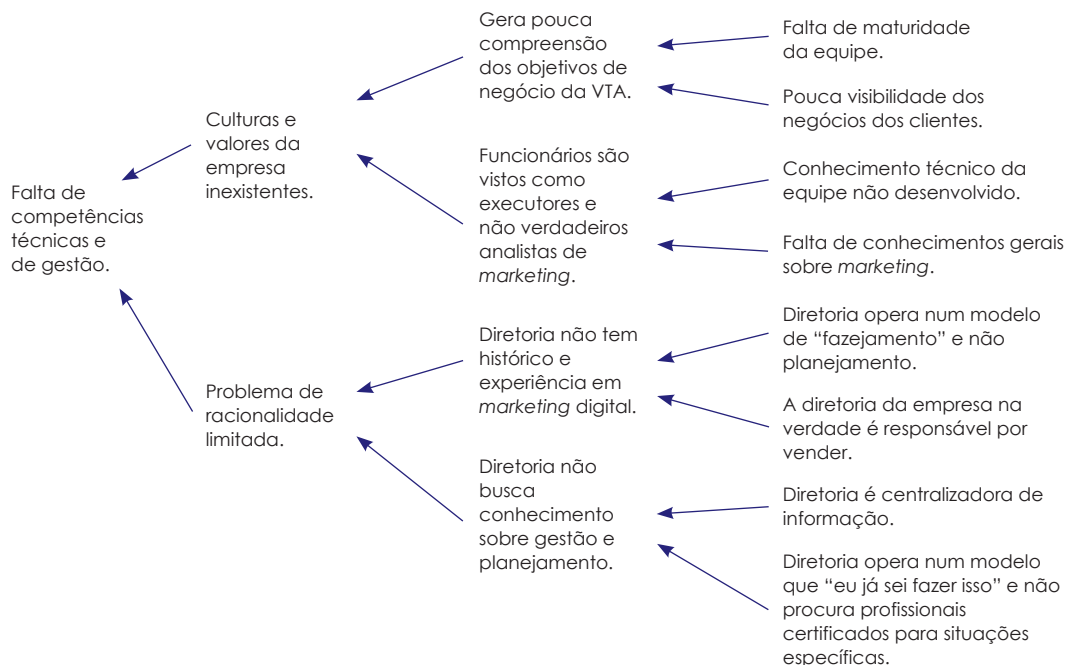 Falta de
competências
técnicas e
de gestão.
Culturas e
valores da
empresa
inexistentes.
Problema de
racionalidade
limitada.
Gera pouca
compreensão
dos objetivos de
negócio da VTA.
Funcionários são
vistos como
executores e
não verdadeiros
analistas de
marketing.
Diretoria não tem
histórico e
experiência em
marketing digital.
Diretoria não
busca
conhecimento
sobre gestão e
planejamento.
Falta de maturidade
da equipe.
Pouca visibilidade dos
negócios dos clientes.
Conhecimento técnico da
equipe não desenvolvido.
Falta de conhecimentos gerais
sobre marketing.
Diretoria opera num modelo
de “fazejamento” e não
planejamento.
A diretoria da empresa na
verdade é responsável por
vender.
Diretoria é centralizadora de
informação.
Diretoria opera num modelo
que “eu já sei fazer isso” e não
procura profissionais
certificados para situações
específicas.